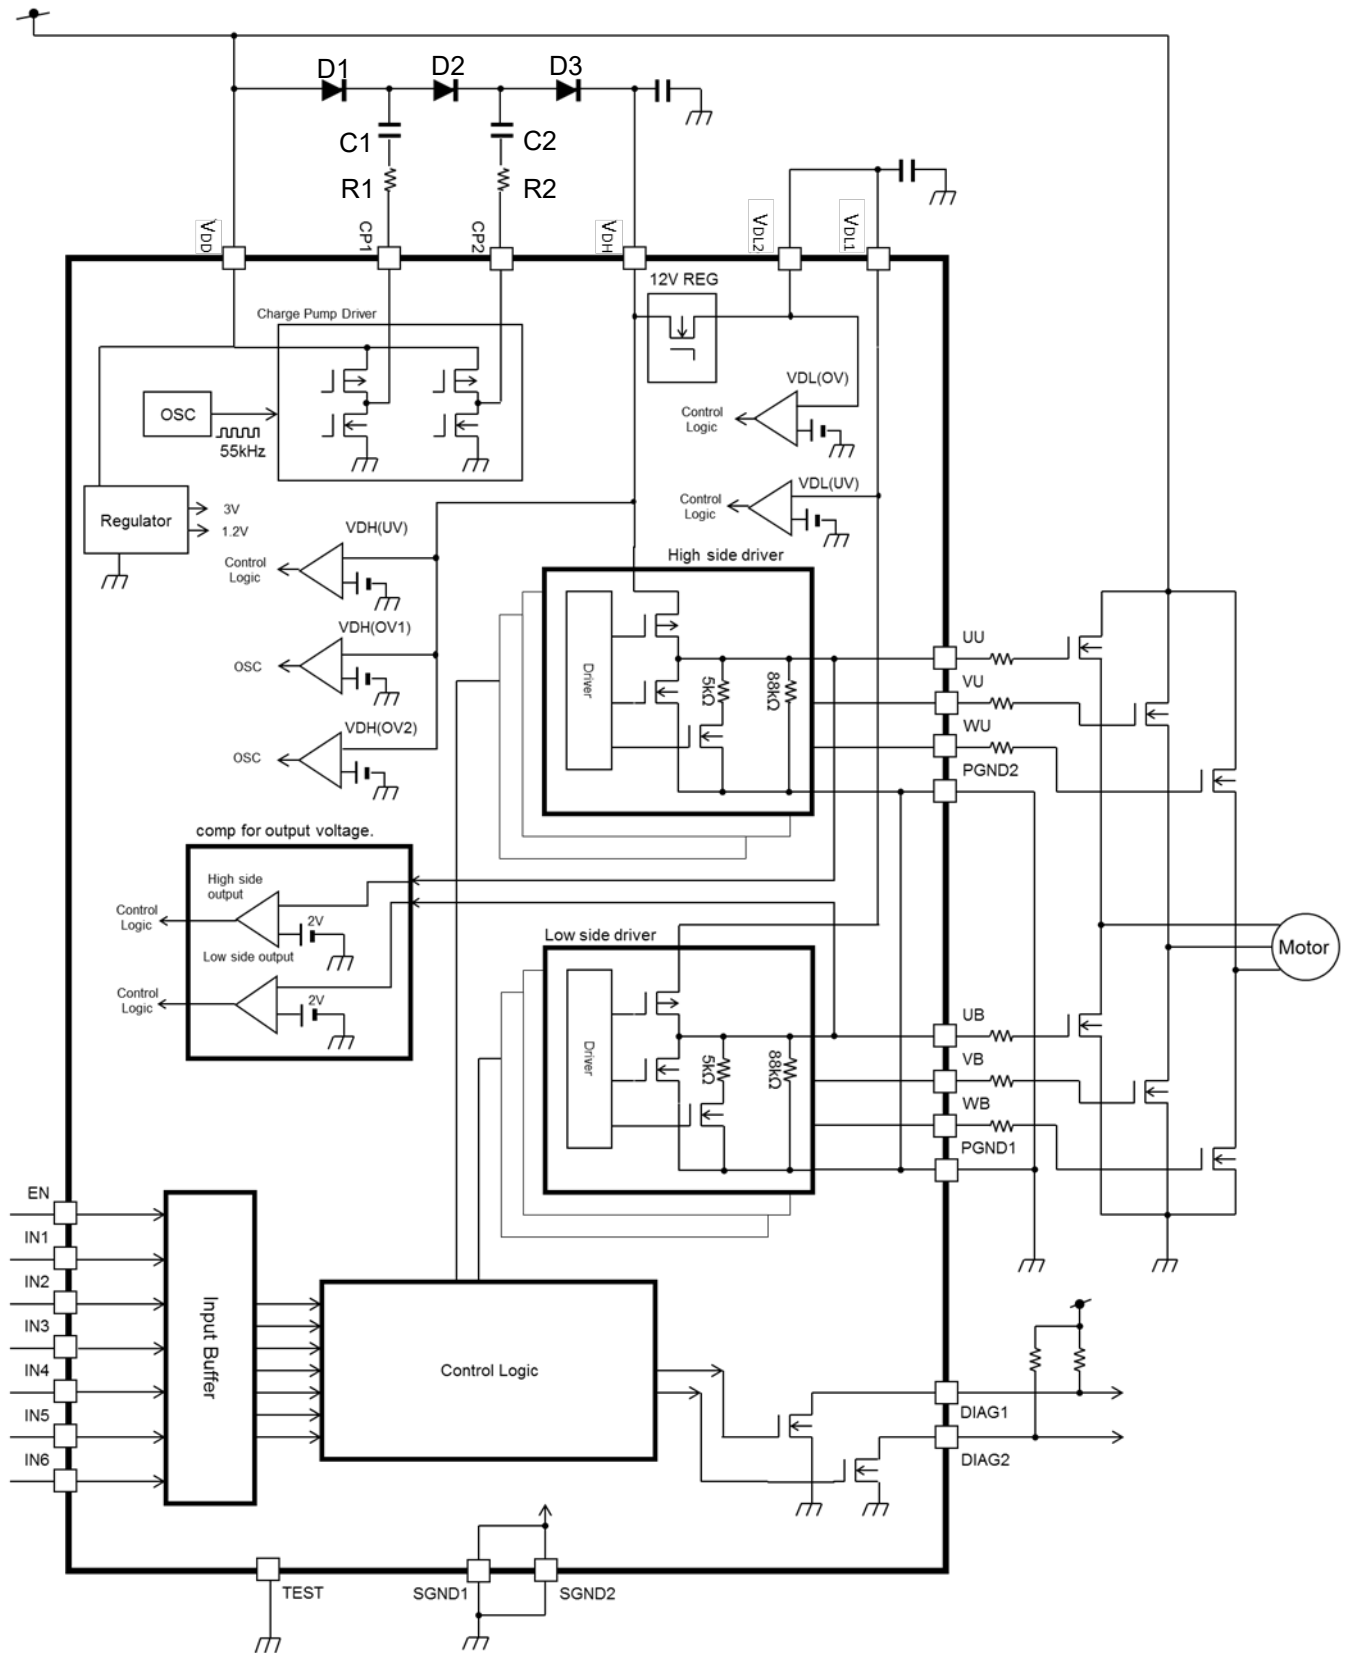 D1
D2
D3
C1
C2
R1
R2
VDD
CP1
CP2
VDH
VDL2
VDL1
12V REG
Charge Pump Driver
OSC
55kHz
VDL(OV)
Control
Logic
VDL(UV)
Control
Logic
Regulator
3V
1.2V
VDH(UV)
Control
Logic
VDH(OV1)
OSC
VDH(OV2)
OSC
High side driver
Driver
5kΩ
88kΩ
UU
VU
WU
PGND2
comp for output voltage.
High side
output
Control
Logic
2V
Low side output
Control
Logic
2V
Low side driver
Driver
5kΩ
88kΩ
Motor
UB
VB
WB
PGND1
EN
IN1
IN2
IN3
IN4
IN5
IN6
Input Buffer
Control Logic
DIAG1
DIAG2
TEST
SGND1
SGND2